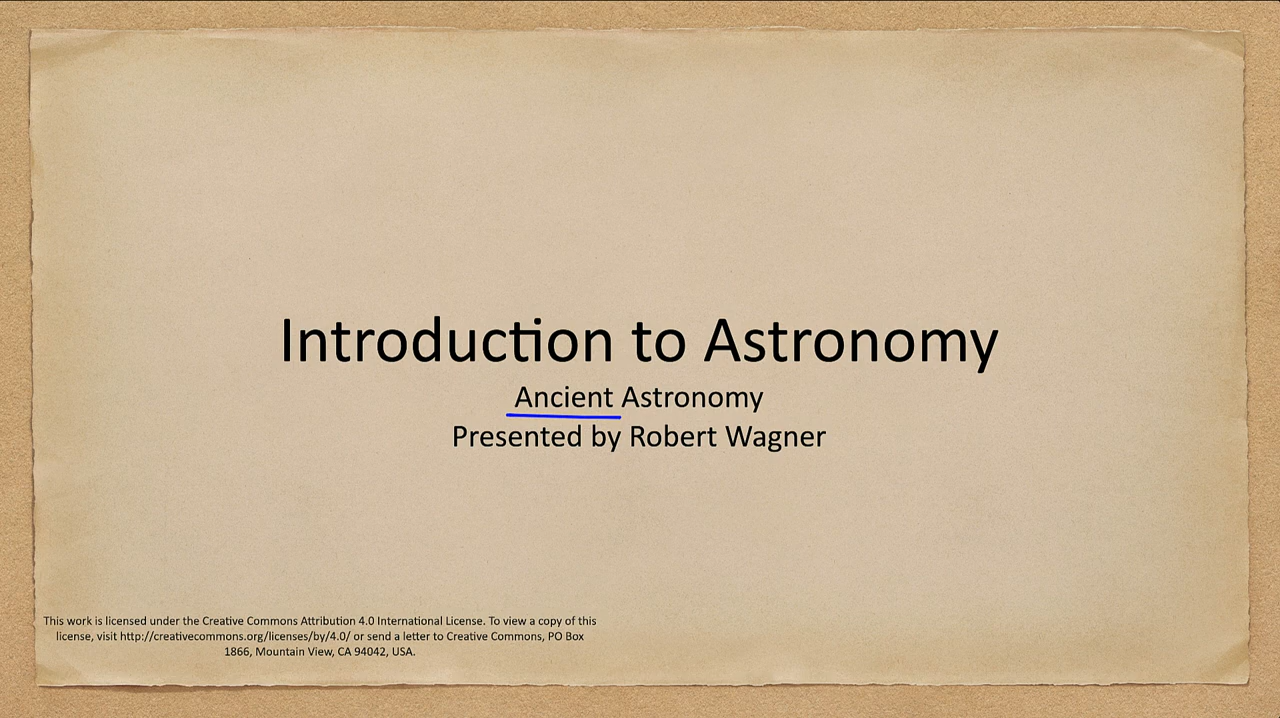 Introduction to Astronomy
Ancient Astronomy
Presented by Robert Wagner
This work is licensed under the Creative Commons Attribution 4.0 International License. To view a copy of this
license, visit http://creativecommons.org/licenses/by/4.0/ or send a letter to Creative Commons, PO Box
1866, Mountain View, CA 94042, USA.